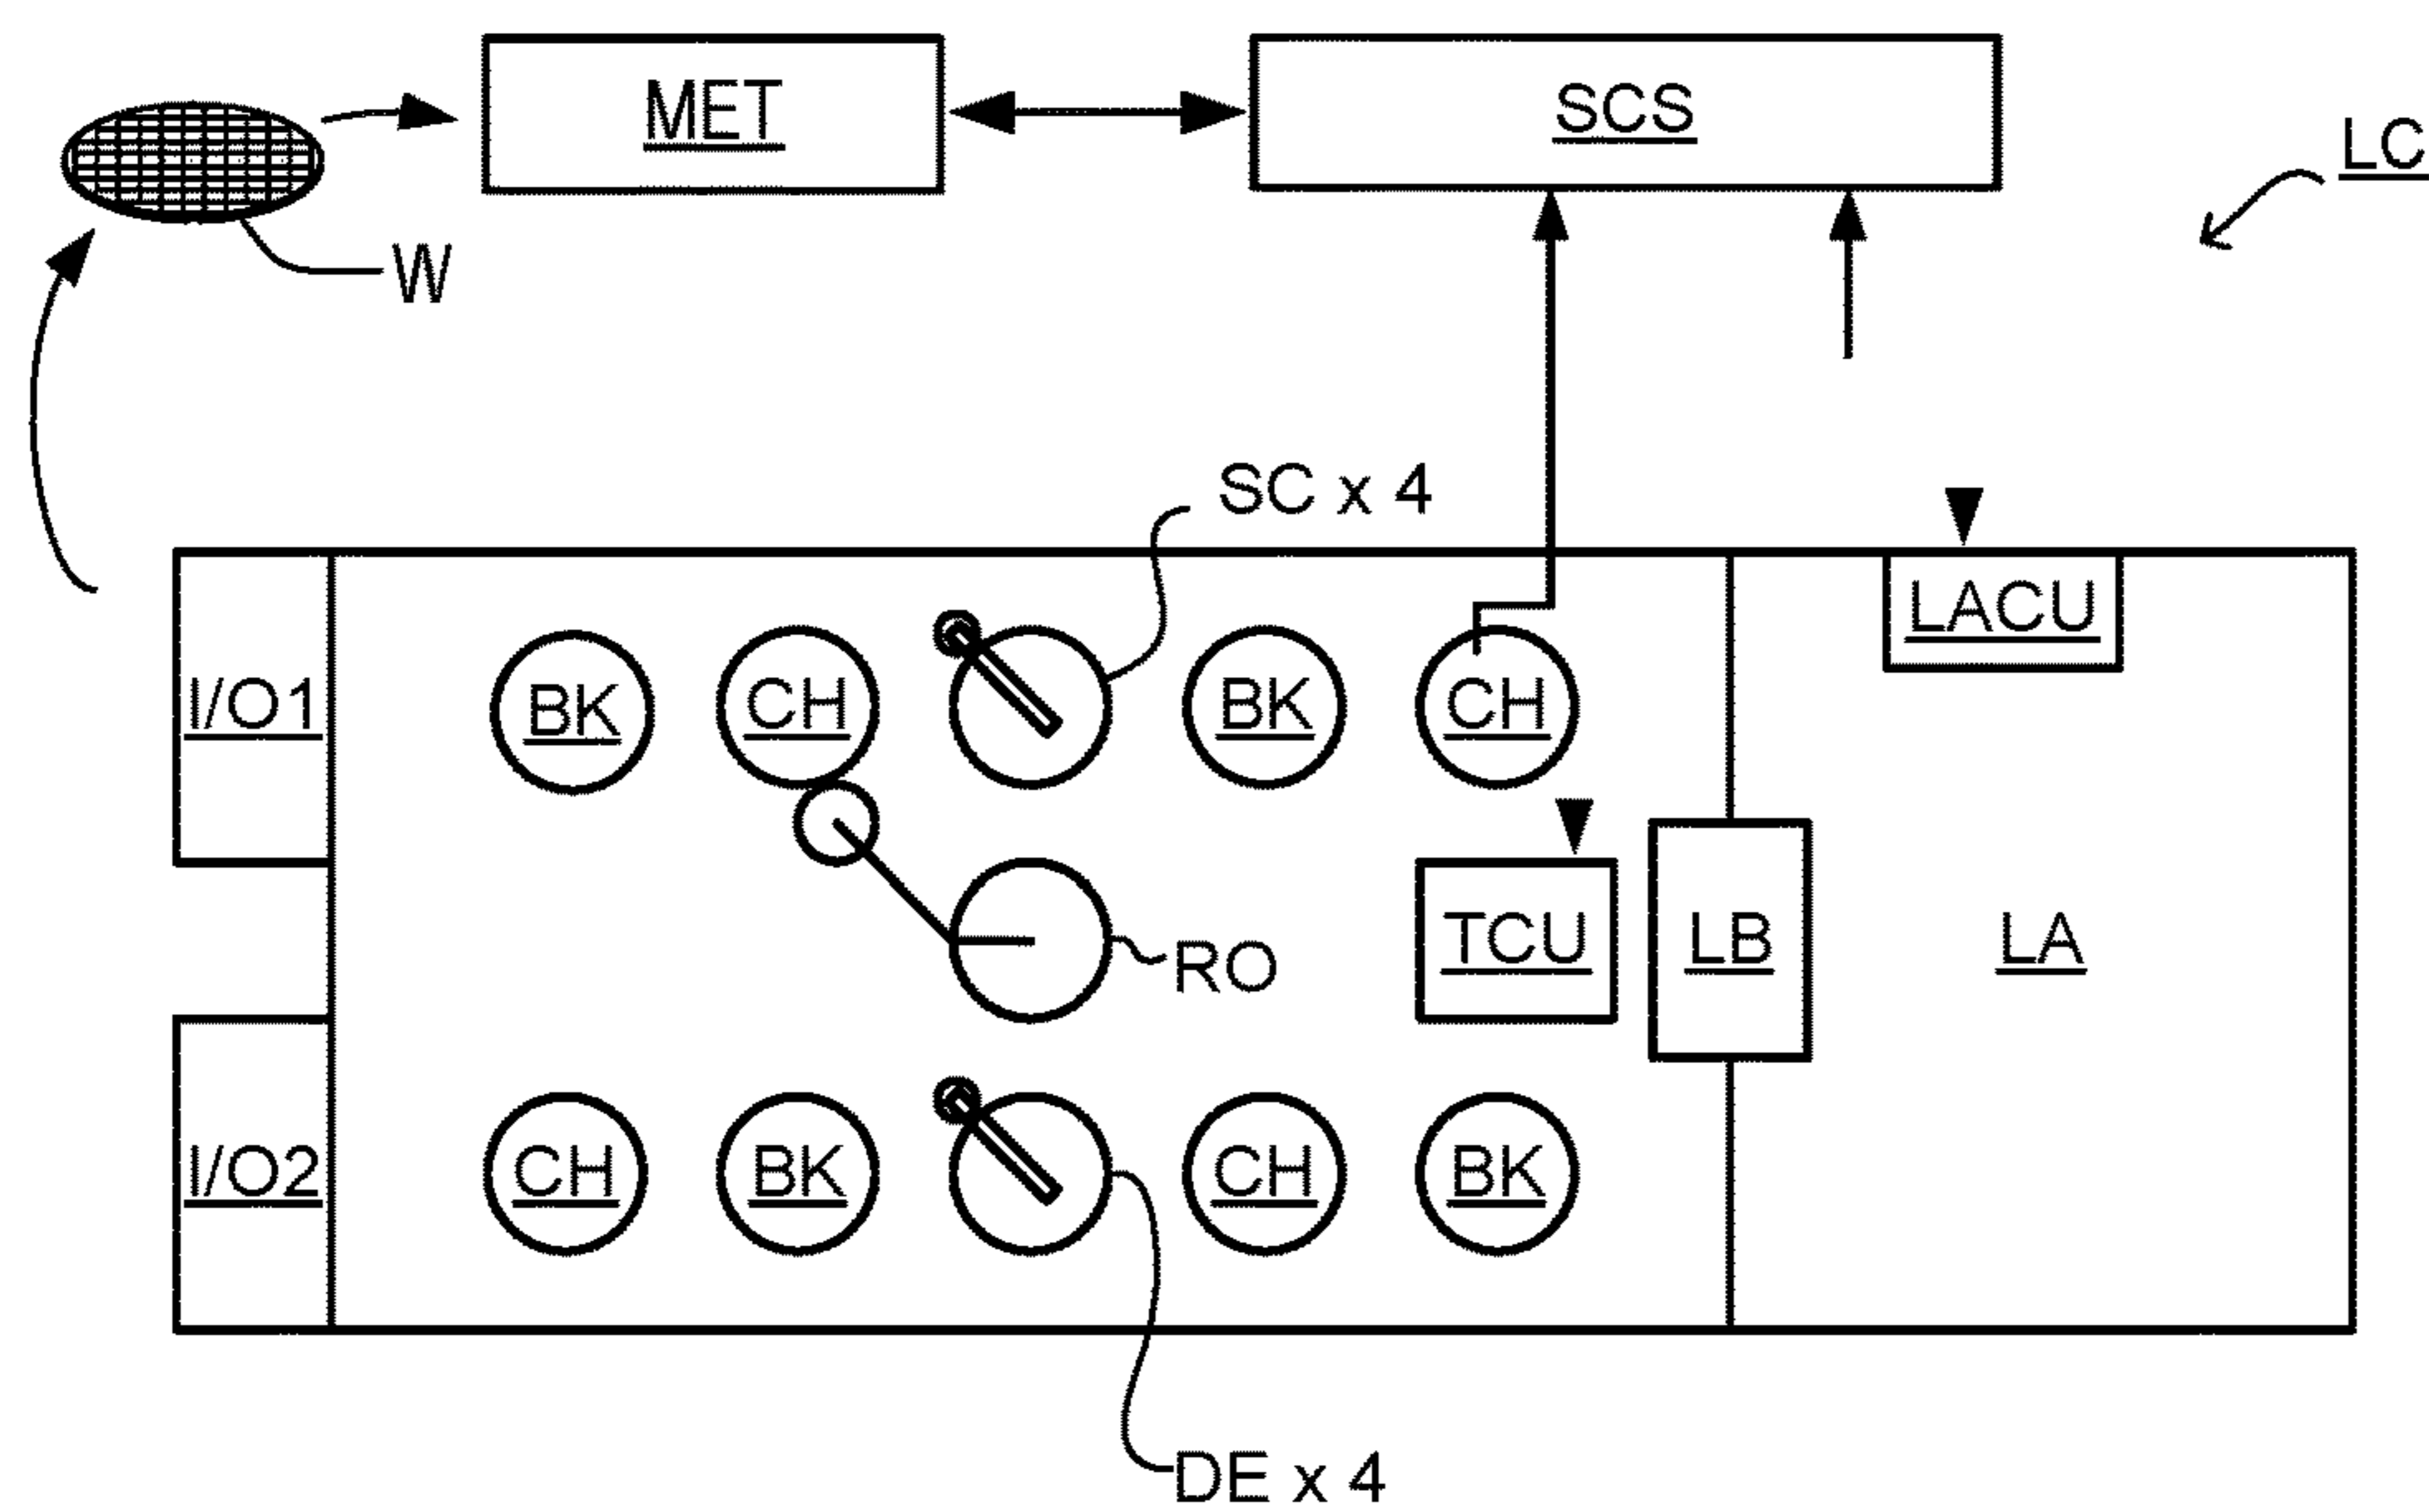 MET
SCS
LC
W
SC x 4
LACU
I/O1
BK
CH
BK
CH
TCU
LB
LA
RO
I/O2
CH
BK
CH
BK
DE x 4